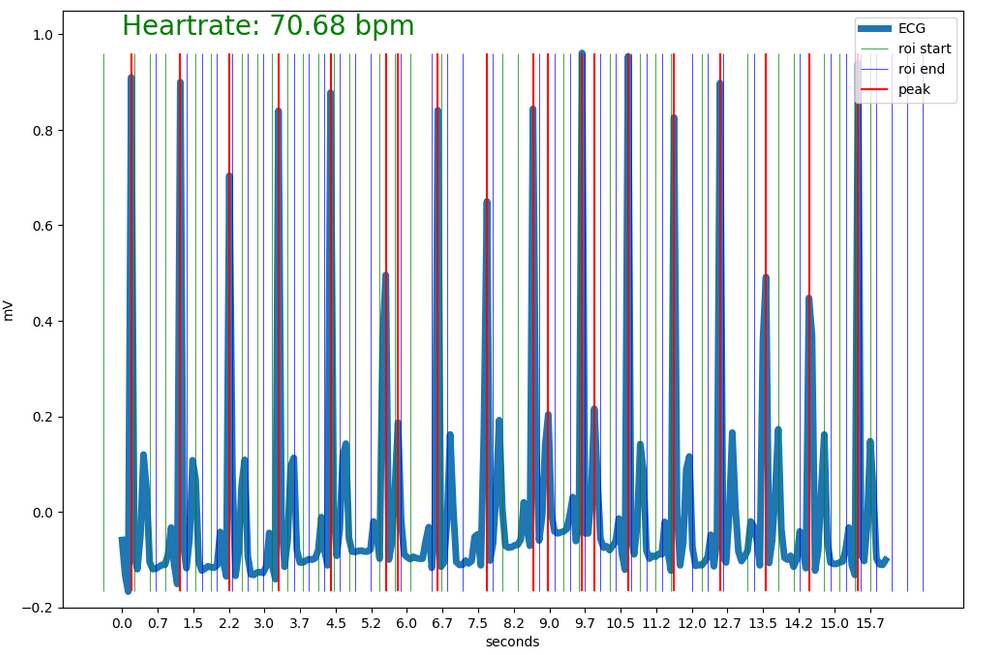 Heartrate: 70.68 bpm
ECG
roi start
roi end
peak
1.0
0.8
0.6
0.4
0.2
0.0
−0.2
mV
0.0 0.7 1.5 2.2 3.0 3.7 4.5 5.2 6.0 6.7 7.5 8.2 9.0 9.7 10.5 11.2 12.0 12.7 13.5 14.2 15.0 15.7
seconds